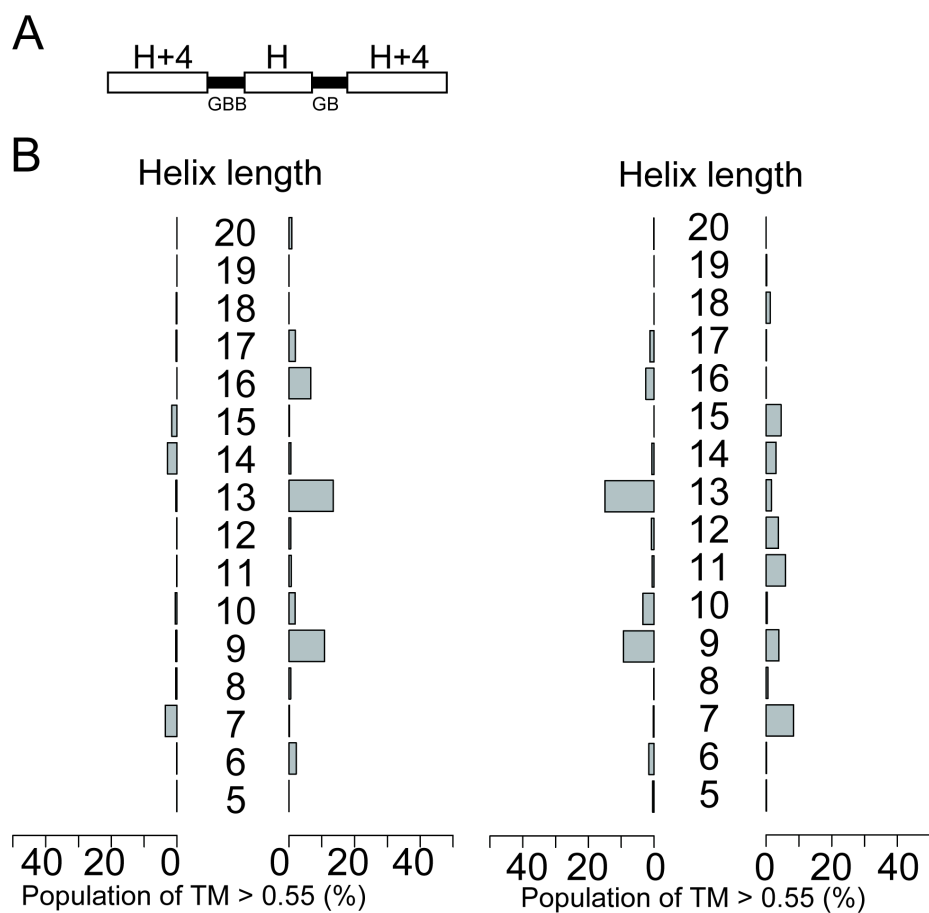 A
H+4 H H+4
GBB GB
B
Helix length Helix length
20 20
19 19
18 18
17 17
16 16
15 15
14 14
13 13
12 12
11 11
10 10
9 9
8 8
7 7
6 6
5 5
40 20 0 0 20 40 40 20 0 0 20 40
Population of TM > 0.55 (%) Population of TM > 0.55 (%)